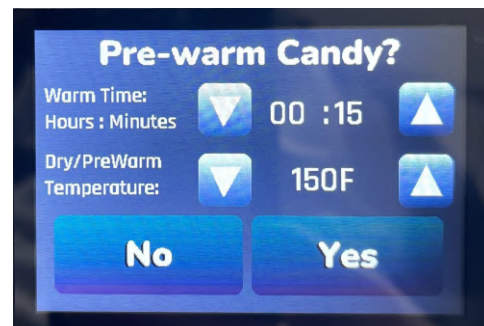 Pre-warm Candy?
Warm Time:
Hours : Minutes
00 :15
Dry/PreWarm
Temperature:
150F
No
Yes